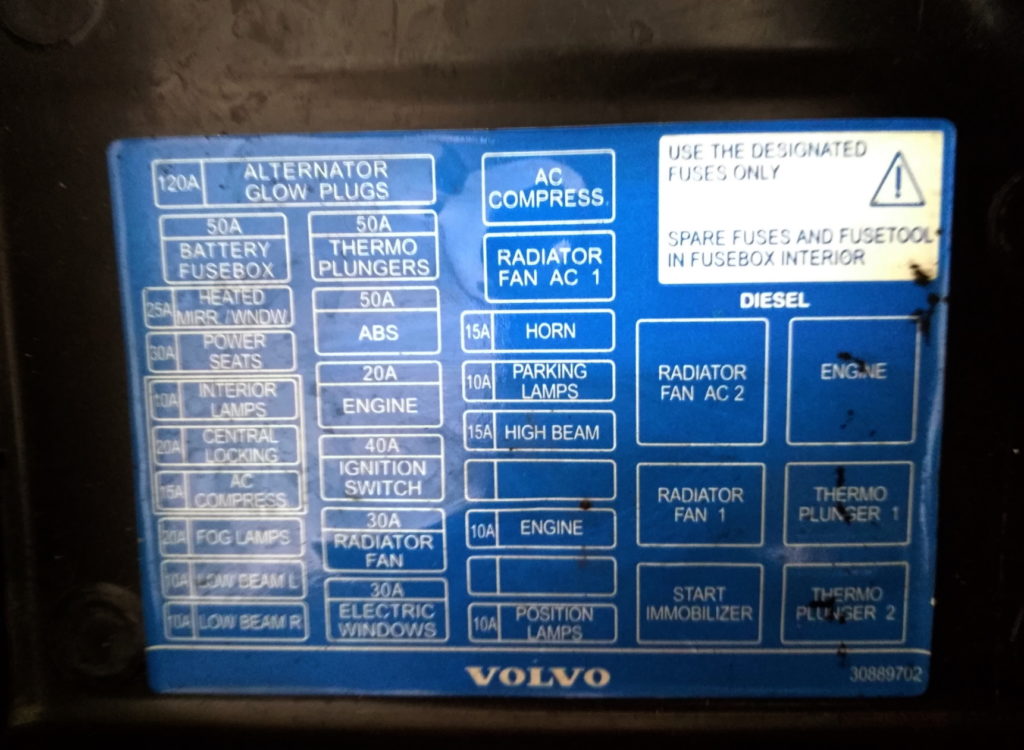 120A ALTERNATOR
GLOW PLUGS
50A
BATTERY
FUSEBOX
25A HEATED
MIRR./WNDW
30A POWER
SEATS
10A INTERIOR
LAMPS
20A CENTRAL
LOCKING
15A AC
COMPRESS
20A FOG LAMPS
10A LOW BEAM L
10A LOW BEAM R
50A
THERMO
PLUNGERS
50A
ABS
20A
ENGINE
40A
IGNITION
SWITCH
30A
RADIATOR
FAN
30A
ELECTRIC
WINDOWS
AC
COMPRESS.
RADIATOR
FAN AC 1
15A HORN
10A PARKING
LAMPS
15A HIGH BEAM
10A ENGINE
10A POSITION
LAMPS
USE THE DESIGNATED
FUSES ONLY
SPARE FUSES AND FUSETOOL
IN FUSEBOX INTERIOR
DIESEL
RADIATOR
FAN AC 2
ENGINE
RADIATOR
FAN 1
THERMO
PLUNGER 1
START
IMMOBILIZER
THERMO
PLUNGER 2
VOLVO
30889702